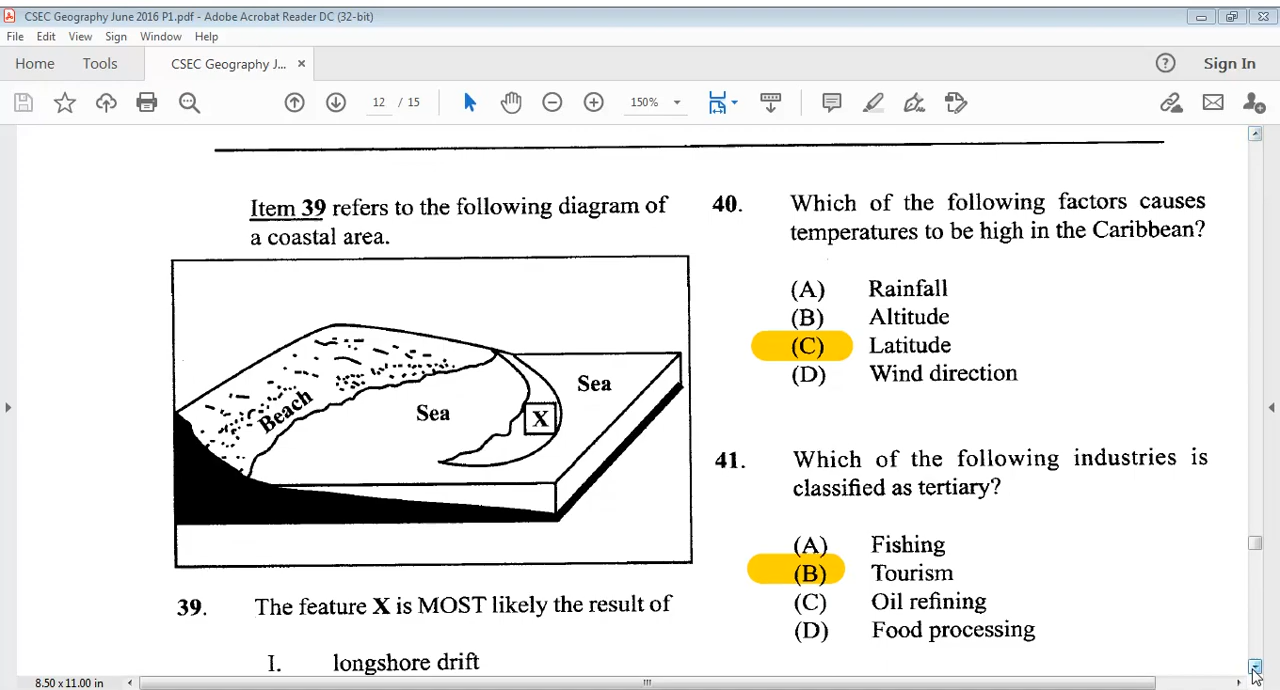 CSEC Geography June 2016 P1.pdf - Adobe Acrobat Reader DC (32-bit)
File Edit View Sign Window Help
Home Tools CSEC Geography J... × Sign In
12 / 15 150%
Item 39 refers to the following diagram of
a coastal area.
Beach
Sea
X
Sea
39. The feature X is MOST likely the result of
I. longshore drift
40. Which of the following factors causes
temperatures to be high in the Caribbean?
(A) Rainfall
(B) Altitude
(C) Latitude
(D) Wind direction
41. Which of the following industries is
classified as tertiary?
(A) Fishing
(B) Tourism
(C) Oil refining
(D) Food processing
8.50 x 11.00 in